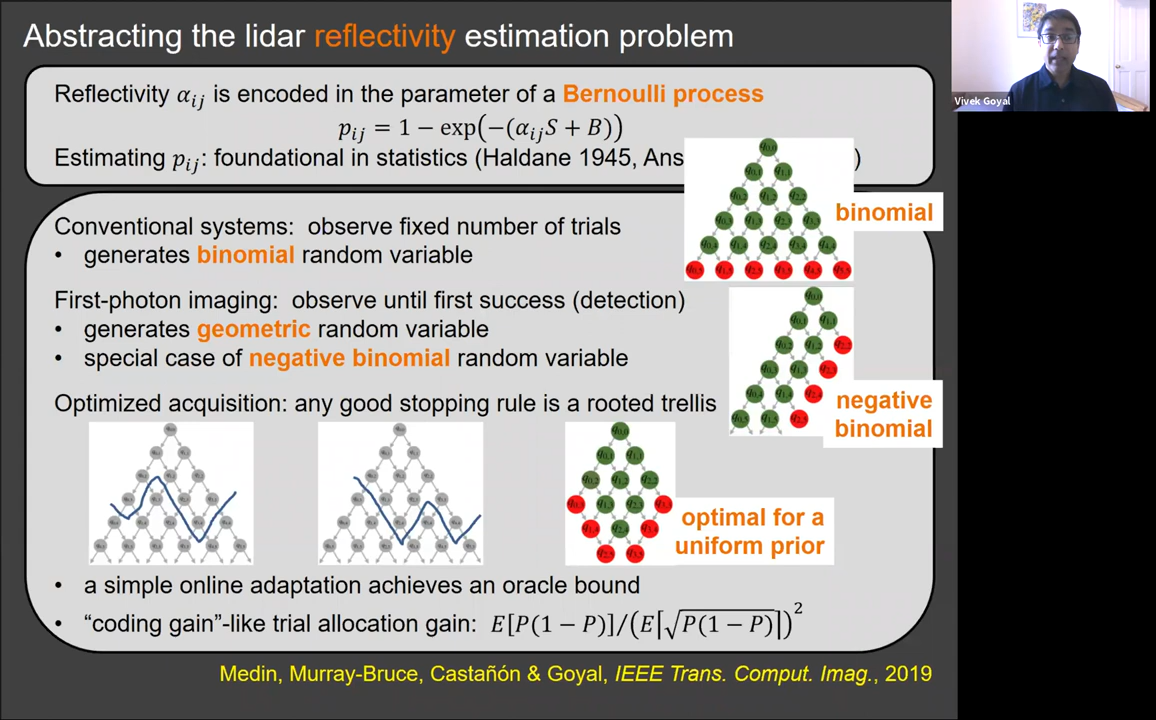 Abstracting the lidar reflectivity estimation problem
Vivek Goyal
Reflectivity α_ij is encoded in the parameter of a Bernoulli process
p_ij = 1 − exp(−(α_ij S + B))
Estimating p_ij: foundational in statistics (Haldane 1945, Ans )
binomial
Conventional systems: observe fixed number of trials
• generates binomial random variable
First-photon imaging: observe until first success (detection)
• generates geometric random variable
• special case of negative binomial random variable
negative
binomial
Optimized acquisition: any good stopping rule is a rooted trellis
optimal for a
uniform prior
• a simple online adaptation achieves an oracle bound
• “coding gain”-like trial allocation gain: E[P(1 − P)]/(E[√P(1 − P)])²
Medin, Murray-Bruce, Castañón & Goyal, IEEE Trans. Comput. Imag., 2019